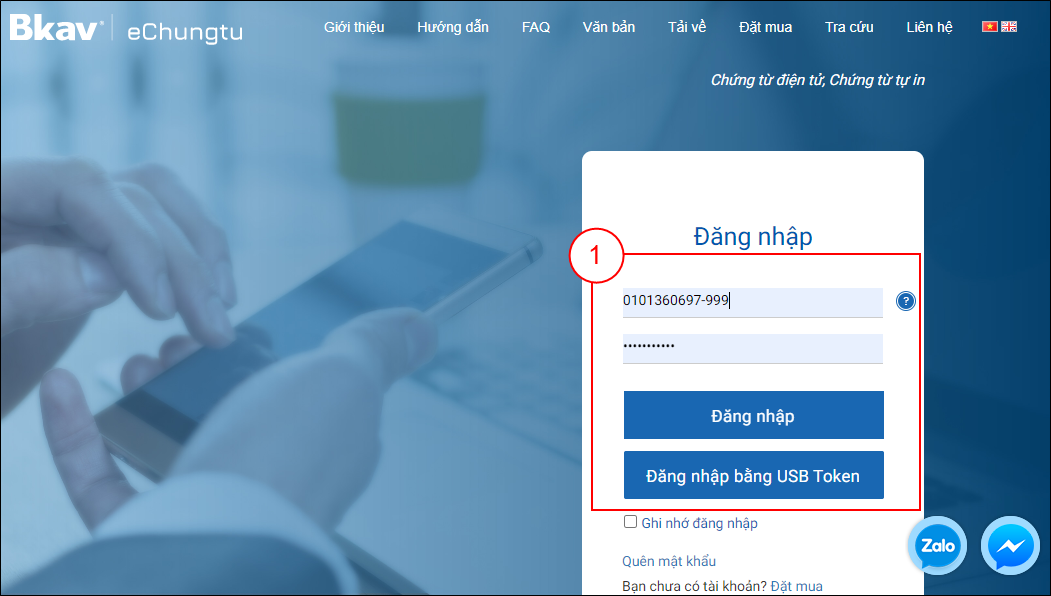 Bkav® eChungtu
Giới thiệu Hướng dẫn FAQ Văn bản Tải về Đặt mua Tra cứu Liên hệ
Chứng từ điện tử, Chứng từ tự in
Đăng nhập
1
0101360697-999
?
•••••••••••
Đăng nhập
Đăng nhập bằng USB Token
Ghi nhớ đăng nhập
Zalo
Quên mật khẩu
Bạn chưa có tài khoản? Đặt mua